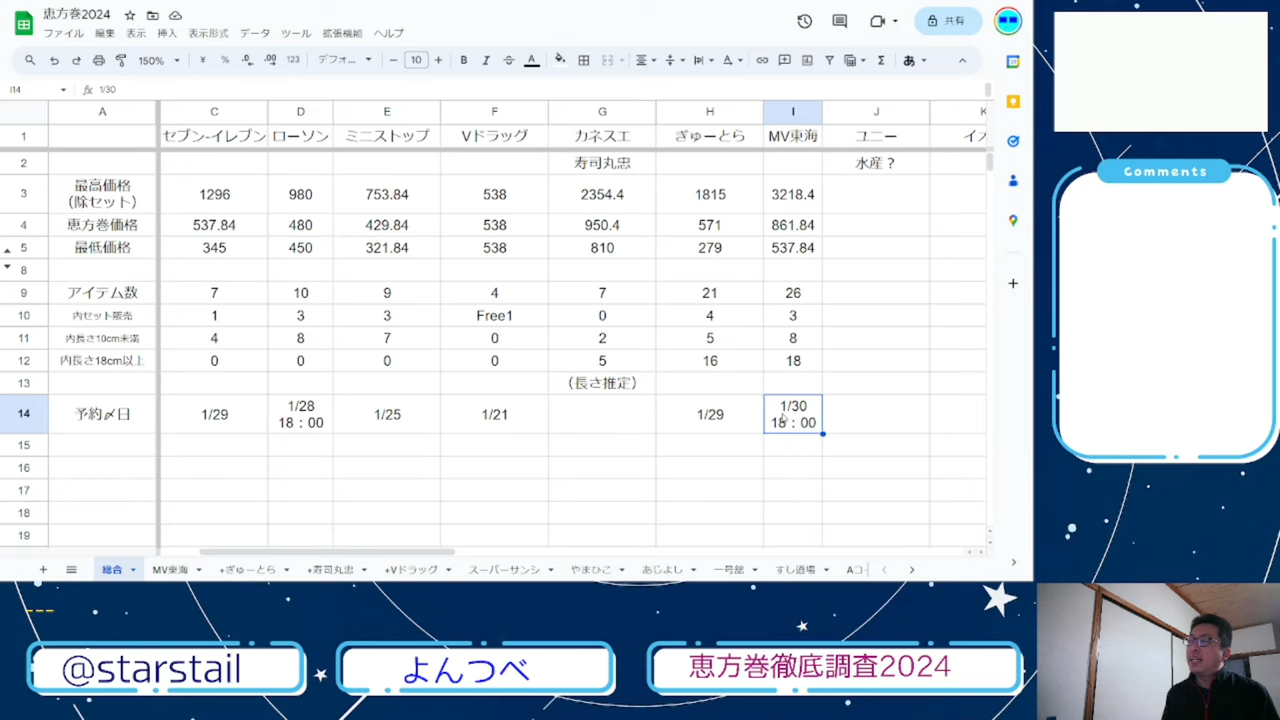 恵方巻2024
ファイル 編集 表示 挿入 表示形式 データ ツール 拡張機能 ヘルプ
共有
150% ¥ % .0 .00 123 デフォ... 10 B I A あ
I14 fx 1/30
A C D E F G H I J K
1 セブン-イレブン ローソン ミニストップ Vドラッグ カネスエ ぎゅーとら MV東海 ユニー イオ
2 寿司丸忠 水産？
3 最高価格（除セット） 1296 980 753.84 538 2354.4 1815 3218.4
4 恵方巻価格 537.84 480 429.84 538 950.4 571 861.84
5 最低価格 345 450 321.84 538 810 279 537.84
8
9 アイテム数 7 10 9 4 7 21 26
10 内セット販売 1 3 3 Free1 0 4 3
11 内長さ10cm未満 4 8 7 0 2 5 8
12 内長さ18cm以上 0 0 0 0 5 16 18
13 （長さ推定）
14 予約〆日 1/29 1/28 18：00 1/25 1/21 1/29 1/30 18：00
15
16
17
18
19
総合 MV東海 +ぎゅーとら +寿司丸忠 +Vドラッグ スーパーサンシ やまひこ あじよし 一号舘 すし道場 Aコー
Comments
@starstail
よんつべ
恵方巻徹底調査2024